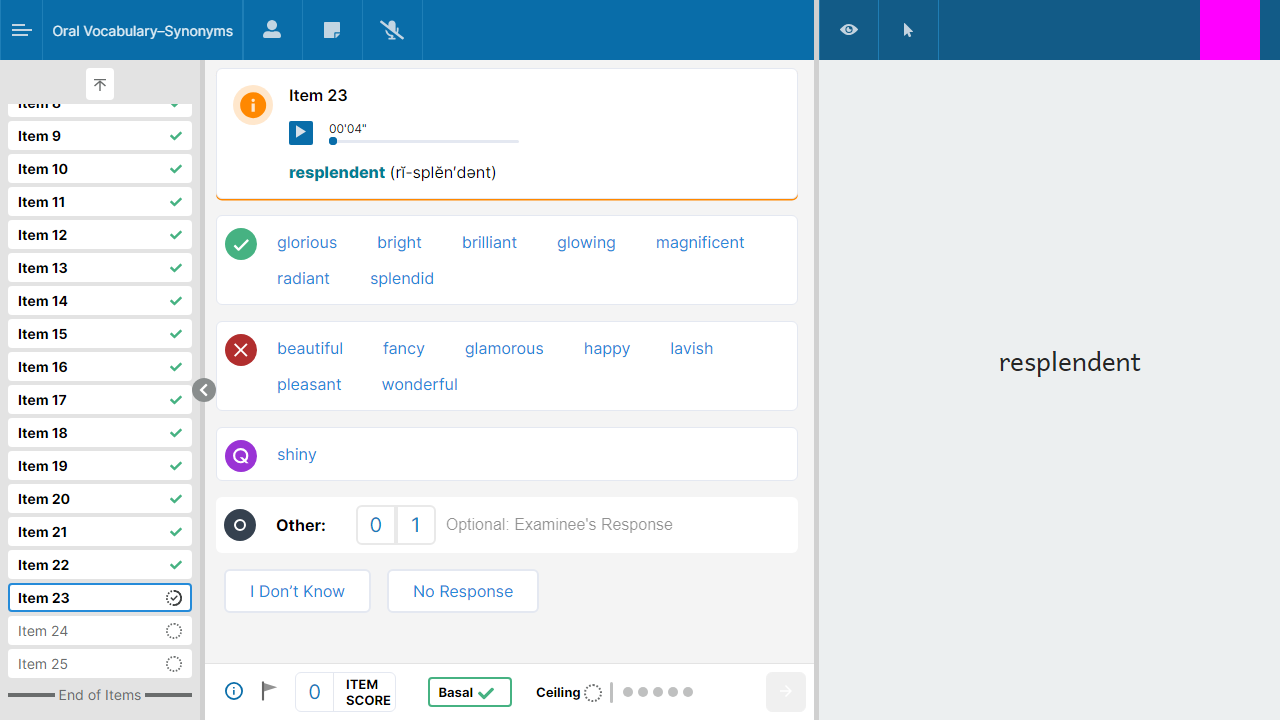 Oral Vocabulary–Synonyms
Item 8
Item 9
Item 10
Item 11
Item 12
Item 13
Item 14
Item 15
Item 16
Item 17
Item 18
Item 19
Item 20
Item 21
Item 22
Item 23
Item 24
Item 25
End of Items
Item 23
00'04"
resplendent (rĭ-splĕn′dənt)
glorious bright brilliant glowing magnificent
radiant splendid
beautiful fancy glamorous happy lavish
pleasant wonderful
Q shiny
Other: 0 1 Optional: Examinee's Response
I Don’t Know No Response
0 ITEM SCORE Basal Ceiling
resplendent